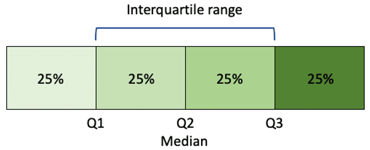 Interquartile range
25% 25% 25% 25%
Q1 Q2 Q3
Median